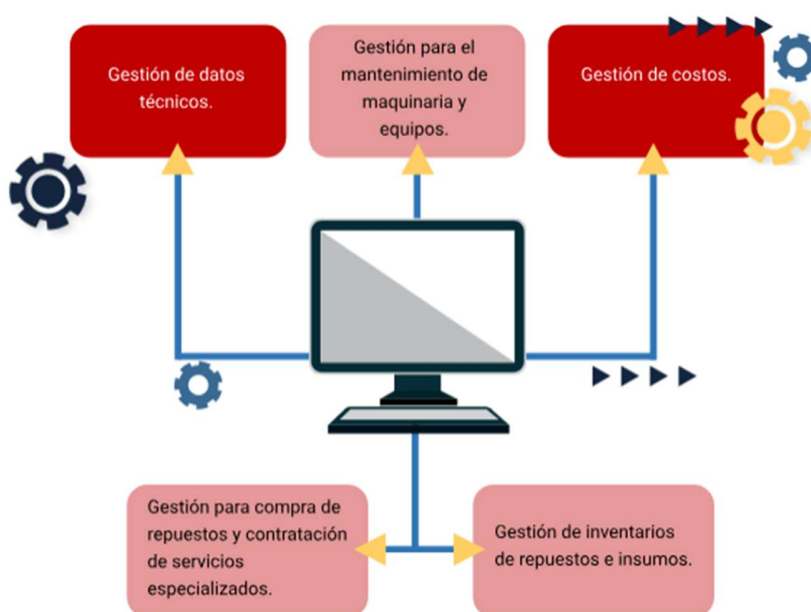 Gestión de datos
técnicos.
Gestión para el
mantenimiento de
maquinaria y
equipos.
Gestión de costos.
Gestión para compra de
repuestos y contratación
de servicios
especializados.
Gestión de inventarios
de repuestos e insumos.